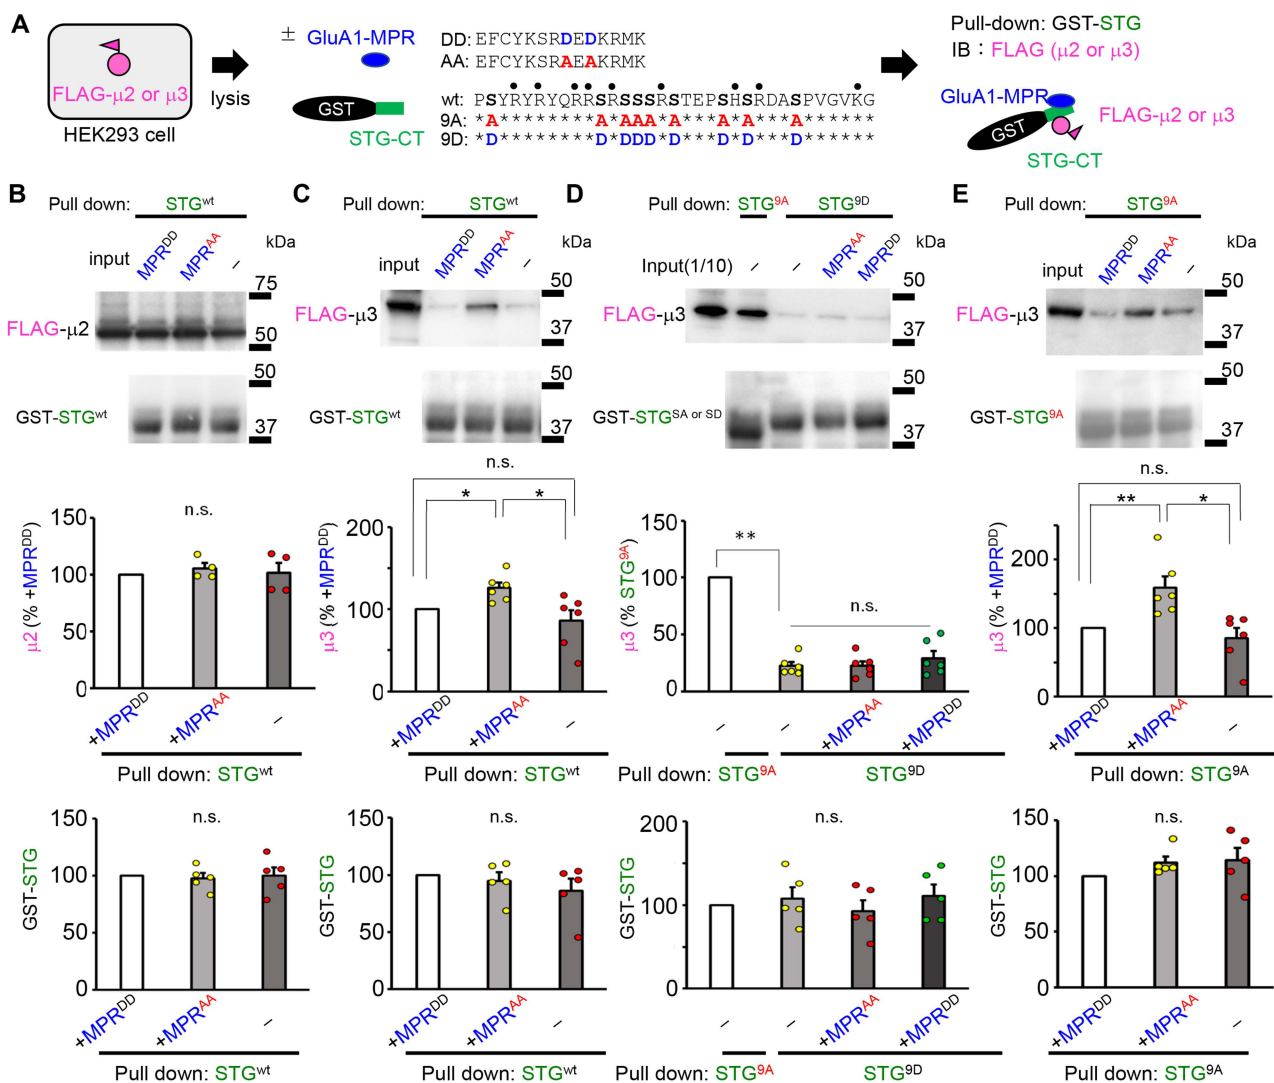 A
FLAG-μ2 or μ3
HEK293 cell
lysis
± GluA1-MPR
GST
STG-CT
DD: EFCYKSRDEDKRMK
AA: EFCYKSRAEAKRMK
wt: PSYRYRYQRRSRSSSRSTEPSHSRDASPVGVKG
9A: *A********A*AAA*A***A*A***A******
9D: *D********D*DDD*D***D*D***D******
Pull-down: GST-STG
IB : FLAG (μ2 or μ3)
GluA1-MPR
GST
FLAG-μ2 or μ3
STG-CT
B
Pull down: STGwt
input
MPRDD
MPRAA
–
kDa
75
FLAG-μ2
50
50
GST-STGwt
37
n.s.
μ2 (% +MPRDD)
150
100
50
0
+MPRDD
+MPRAA
–
Pull down: STGwt
n.s.
GST-STG
150
100
50
0
+MPRDD
+MPRAA
–
Pull down: STGwt
C
Pull down: STGwt
input
MPRDD
MPRAA
–
kDa
50
FLAG-μ3
37
50
GST-STGwt
37
n.s.
*
*
μ3 (% +MPRDD)
200
100
0
+MPRDD
+MPRAA
–
Pull down: STGwt
n.s.
GST-STG
150
100
50
0
+MPRDD
+MPRAA
–
Pull down: STGwt
D
Pull down: STG9A STG9D
Input(1/10)
–
–
MPRAA
MPRDD
kDa
50
FLAG-μ3
37
50
GST-STGSA or SD
37
**
n.s.
μ3 (% STG9A)
150
100
50
0
–
–
+MPRAA
+MPRDD
Pull down: STG9A STG9D
n.s.
GST-STG
200
100
0
–
–
+MPRAA
+MPRDD
Pull down: STG9A STG9D
E
Pull down: STG9A
input
MPRDD
MPRAA
–
kDa
50
FLAG-μ3
37
50
GST-STG9A
37
n.s.
**
*
μ3 (% +MPRDD)
200
100
0
+MPRDD
+MPRAA
–
Pull down: STG9A
n.s.
GST-STG
150
100
50
0
+MPRDD
+MPRAA
–
Pull down: STG9A